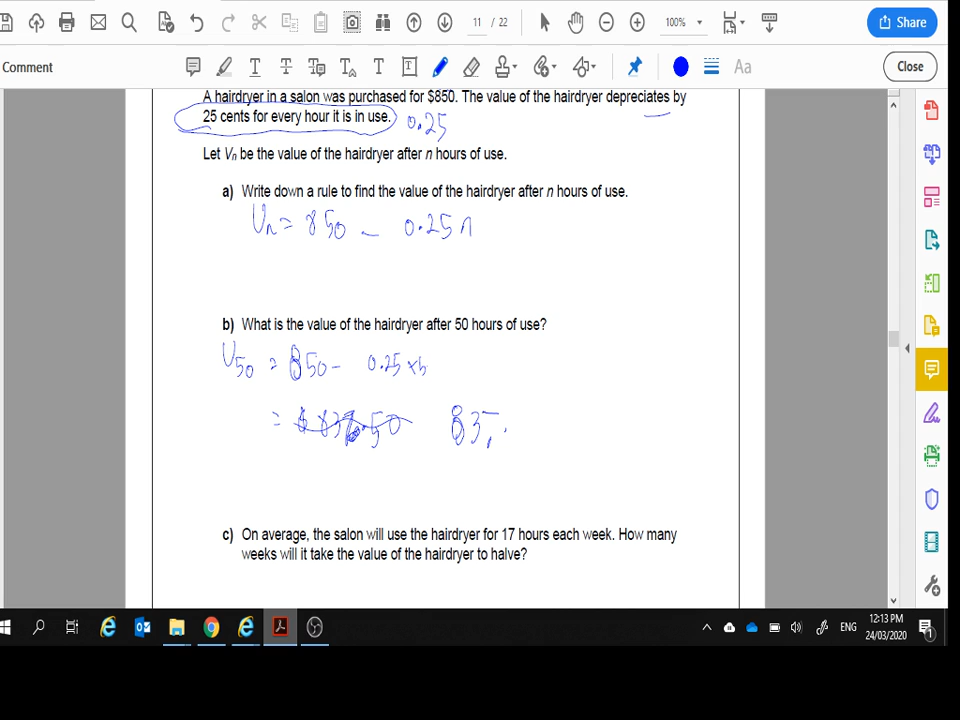 11 / 22
100%
Share
Comment
Aa
Close
A hairdryer in a salon was purchased for $850. The value of the hairdryer depreciates by
25 cents for every hour it is in use. 0.25
Let Vn be the value of the hairdryer after n hours of use.
a) Write down a rule to find the value of the hairdryer after n hours of use.
Vn = 850 - 0.25 n
b) What is the value of the hairdryer after 50 hours of use?
V50 = 850 - 0.25 × 5
=
c) On average, the salon will use the hairdryer for 17 hours each week. How many
weeks will it take the value of the hairdryer to halve?
ENG
12:13 PM
24/03/2020
1